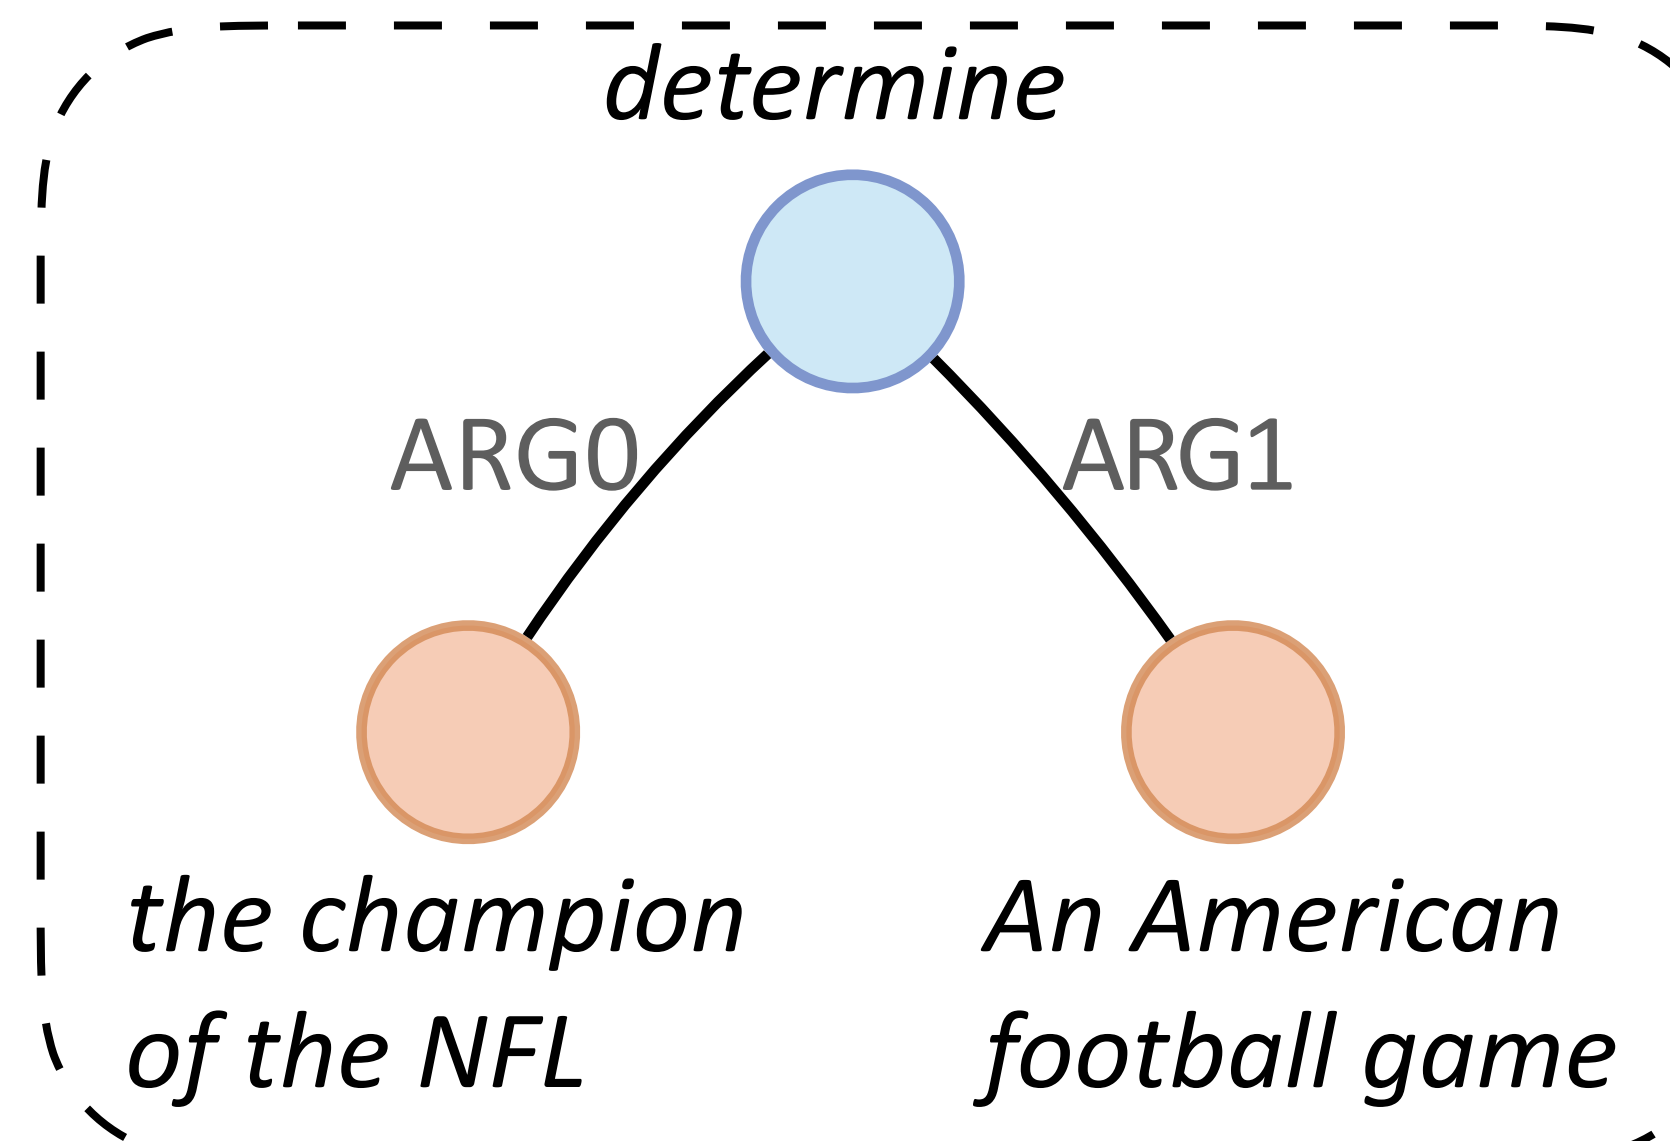 determine
ARG0
ARG1
the champion
of the NFL
An American
football game